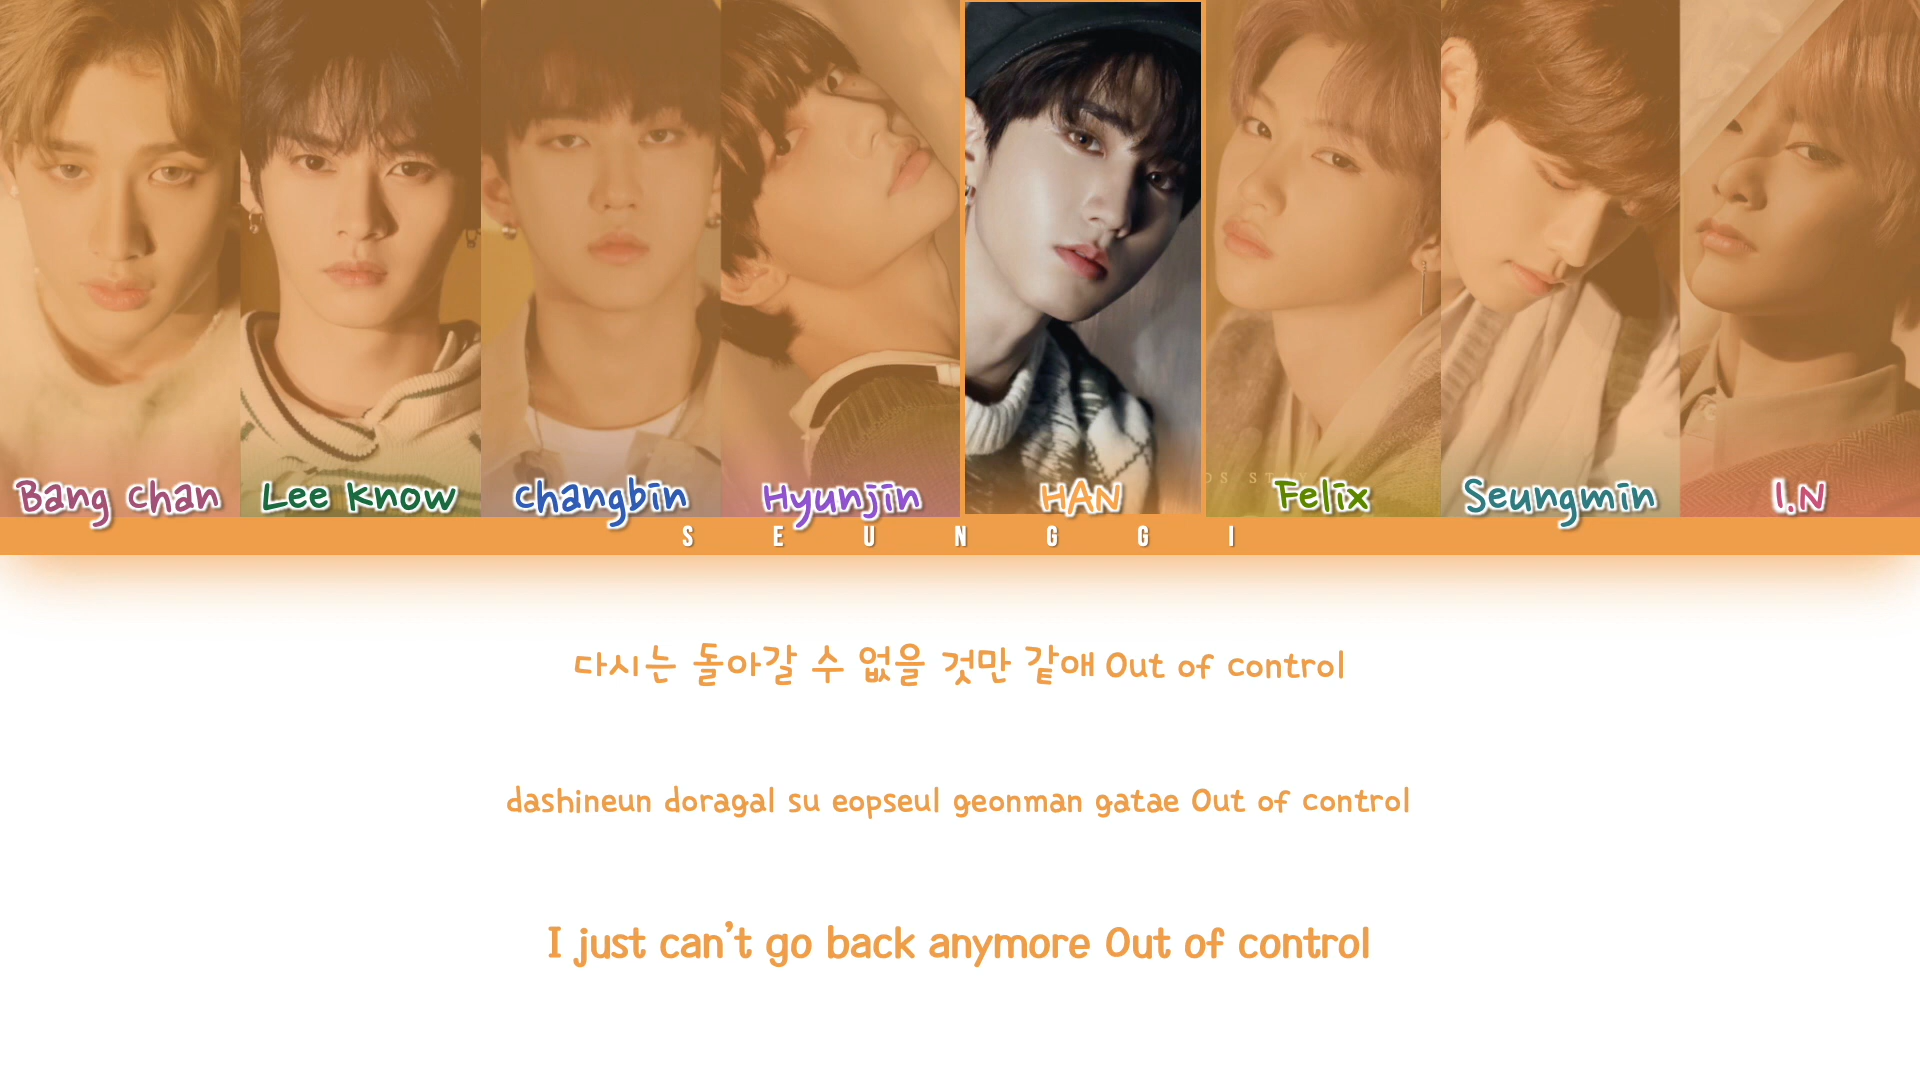 Bang Chan Lee Know Changbin Hyunjin HAN Felix Seungmin I.N
SEUNGGI
다시는 돌아갈 수 없을 것만 같애 Out of control
dashineun doragal su eopseul geonman gatae Out of control
I just can't go back anymore Out of control